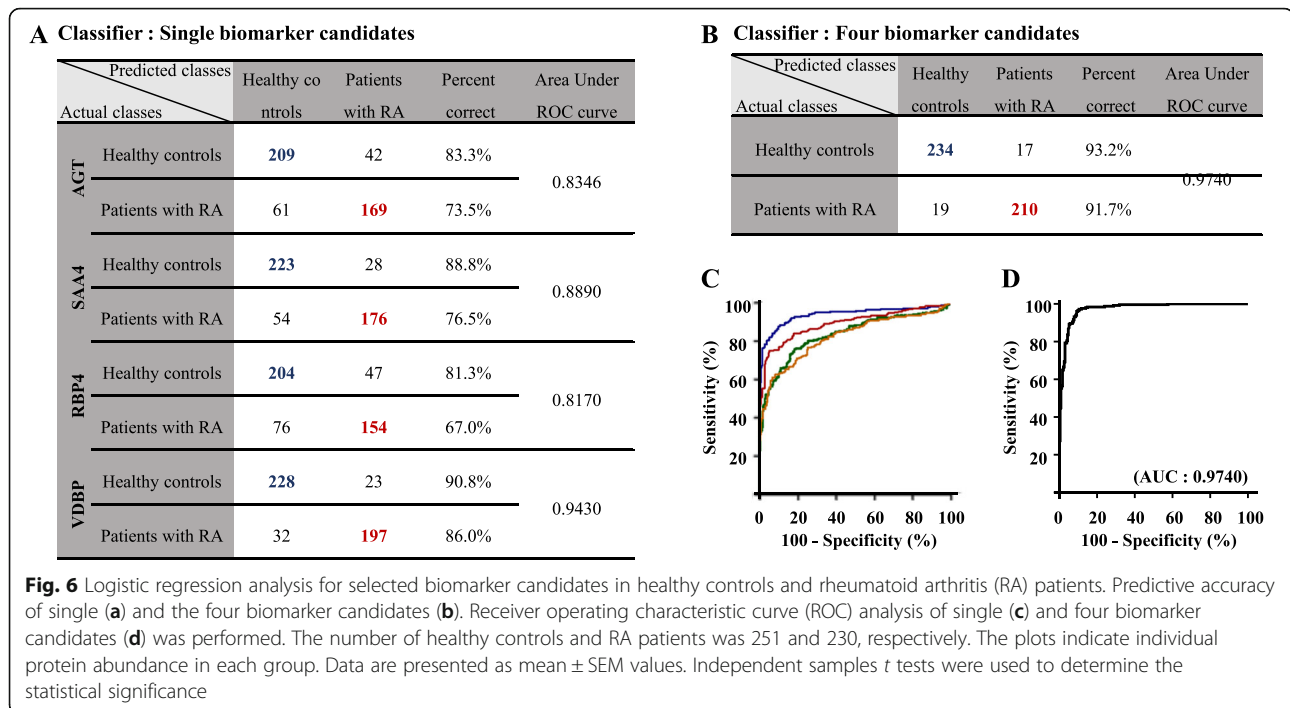 A Classifier : Single biomarker candidates
Predicted classes
Actual classes
Healthy co
ntrols
Patients
with RA
Percent
correct
Area Under
ROC curve
AGT
Healthy controls 209 42 83.3%
0.8346
Patients with RA 61 169 73.5%
SAA4
Healthy controls 223 28 88.8%
0.8890
Patients with RA 54 176 76.5%
RBP4
Healthy controls 204 47 81.3%
0.8170
Patients with RA 76 154 67.0%
VDBP
Healthy controls 228 23 90.8%
0.9430
Patients with RA 32 197 86.0%
B Classifier : Four biomarker candidates
Predicted classes
Actual classes
Healthy
controls
Patients
with RA
Percent
correct
Area Under
ROC curve
Healthy controls 234 17 93.2%
0.9740
Patients with RA 19 210 91.7%
C
Sensitivity (%)
100
80
60
40
20
0 20 40 60 80 100
100 - Specificity (%)
D
Sensitivity (%)
100
80
60
40
20
(AUC : 0.9740)
0 20 40 60 80 100
100 - Specificity (%)
Fig. 6 Logistic regression analysis for selected biomarker candidates in healthy controls and rheumatoid arthritis (RA) patients. Predictive accuracy
of single (a) and the four biomarker candidates (b). Receiver operating characteristic curve (ROC) analysis of single (c) and four biomarker
candidates (d) was performed. The number of healthy controls and RA patients was 251 and 230, respectively. The plots indicate individual
protein abundance in each group. Data are presented as mean ± SEM values. Independent samples t tests were used to determine the
statistical significance